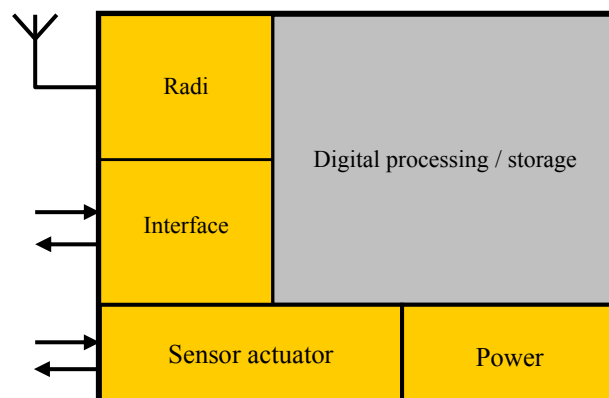 Radi
Digital processing / storage
Interface
Sensor actuator
Power